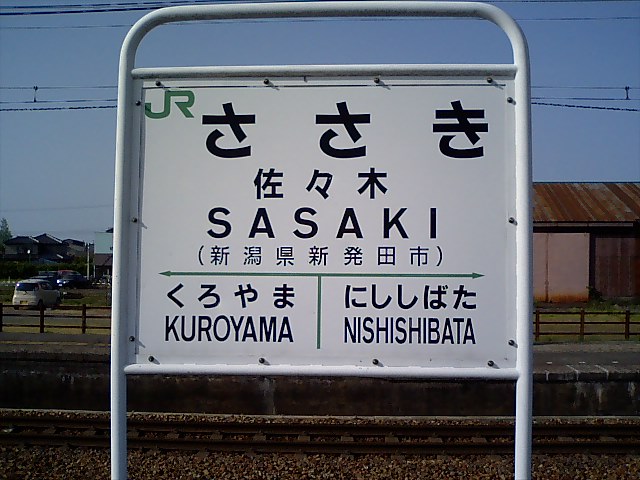 JR
さ さ き
佐々木
SASAKI
(新潟県新発田市)
くろやま にししばた
KUROYAMA NISHISHIBATA